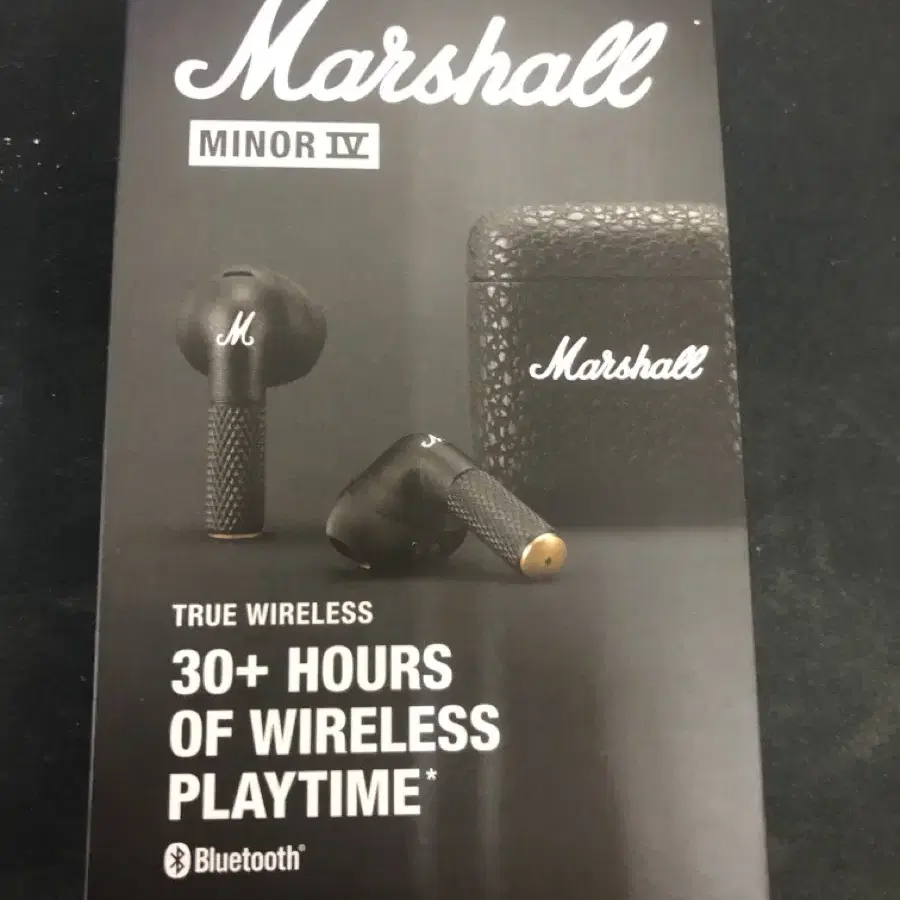 Marshall
MINOR IV
M
Marshall
TRUE WIRELESS
30+ HOURS
OF WIRELESS
PLAYTIME*
Bluetooth®